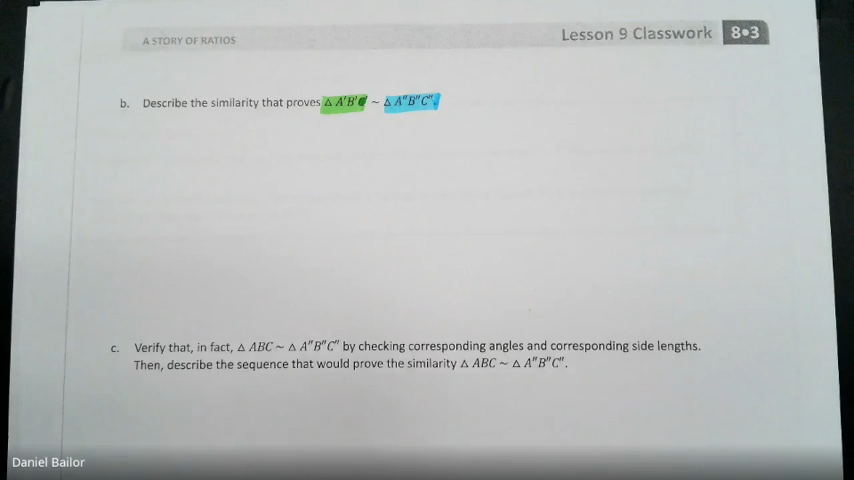 A STORY OF RATIOS
Lesson 9 Classwork 8•3
b. Describe the similarity that proves △ A′B′C′ ~ △ A″B″C″.
c. Verify that, in fact, △ ABC ~ △ A″B″C″ by checking corresponding angles and corresponding side lengths.
Then, describe the sequence that would prove the similarity △ ABC ~ △ A″B″C″.
Daniel Bailor